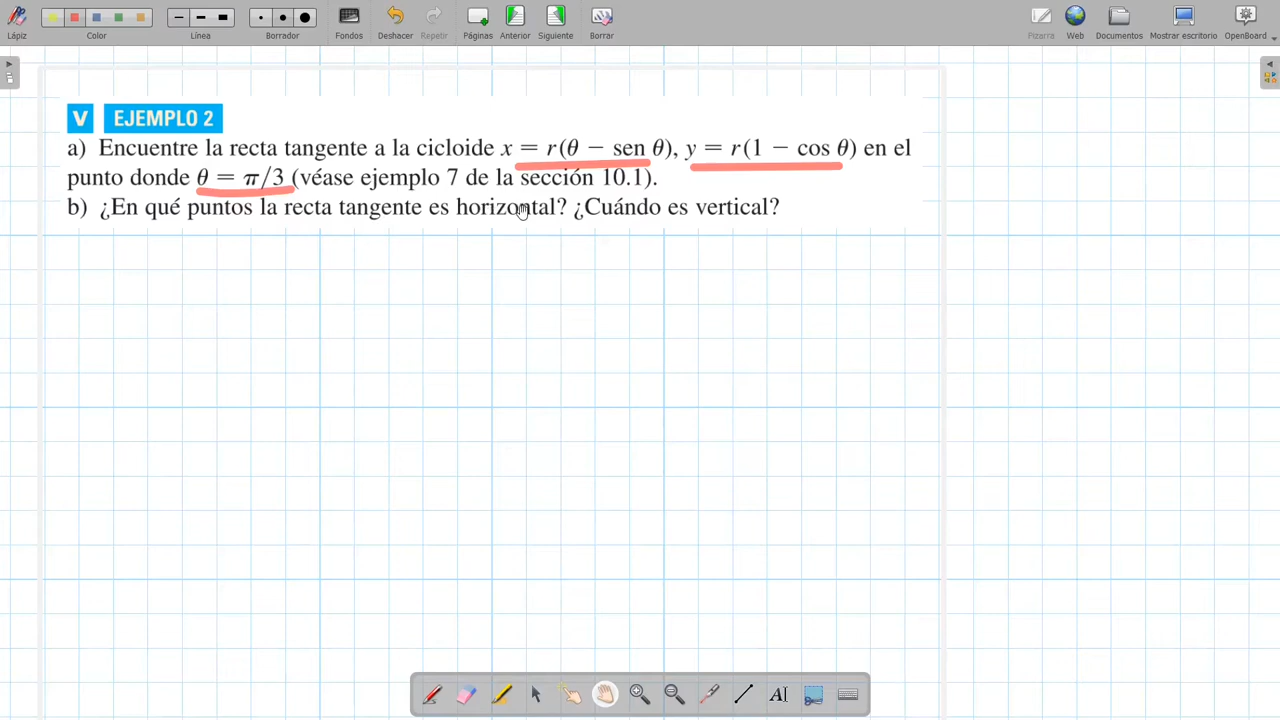 Lápiz Color Línea Borrador Fondos Deshacer Repetir Páginas Anterior Siguiente Borrar Pizarra Web Documentos Mostrar escritorio OpenBoard
V EJEMPLO 2
a) Encuentre la recta tangente a la cicloide x = r(θ − sen θ), y = r(1 − cos θ) en el
punto donde θ = π/3 (véase ejemplo 7 de la sección 10.1).
b) ¿En qué puntos la recta tangente es horizontal? ¿Cuándo es vertical?
AI